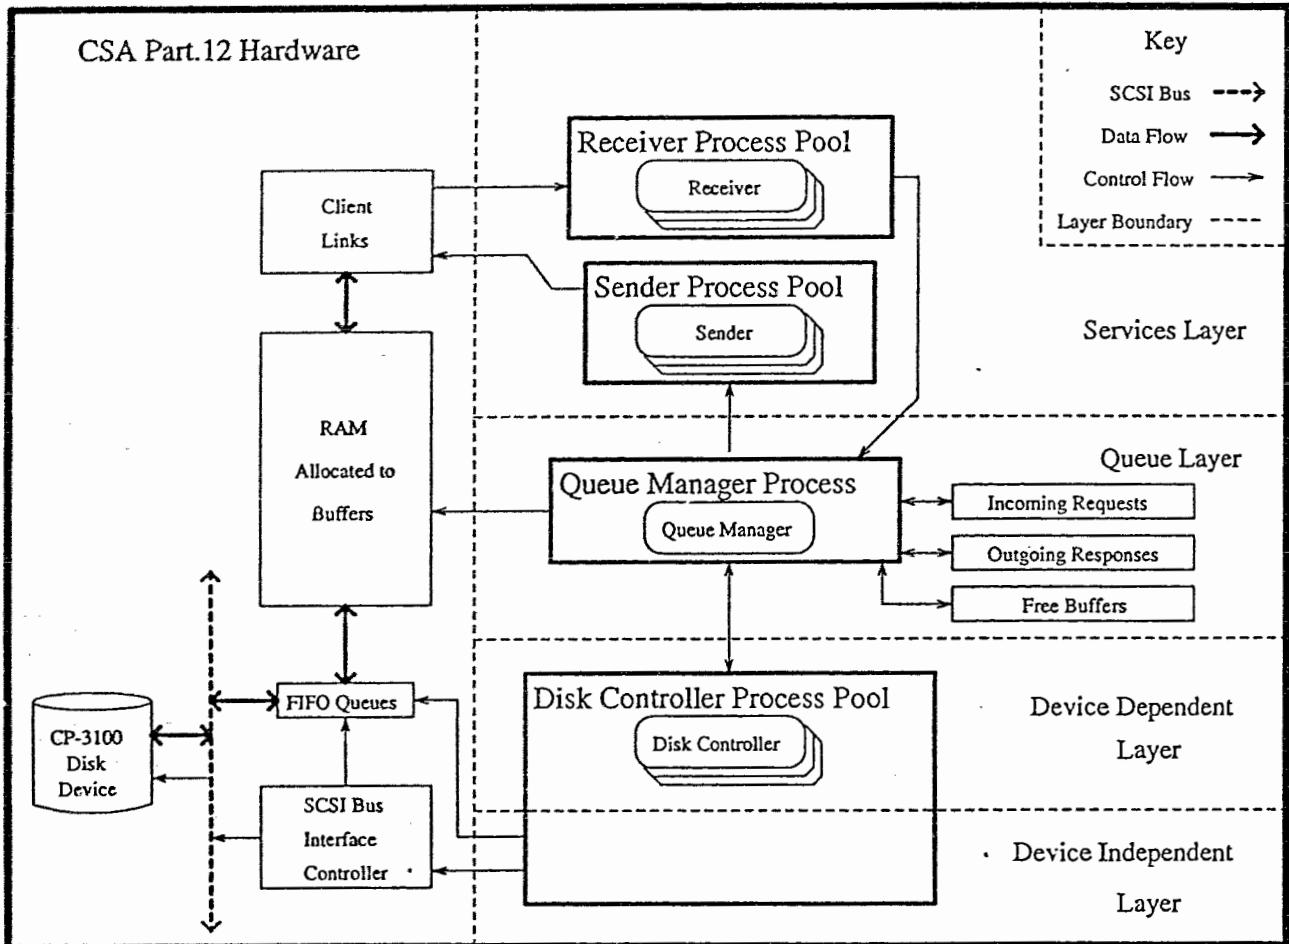 CSA Part.12 Hardware
Key
SCSI Bus
Data Flow
Control Flow
Layer Boundary
Receiver Process Pool
Receiver
Client
Links
Sender Process Pool
Sender
Services Layer
RAM
Allocated to
Buffers
Queue Layer
Queue Manager Process
Queue Manager
Incoming Requests
Outgoing Responses
Free Buffers
Disk Controller Process Pool
Disk Controller
Device Dependent
Layer
FIFO Queues
CP-3100
Disk
Device
SCSI Bus
Interface
Controller
Device Independent
Layer